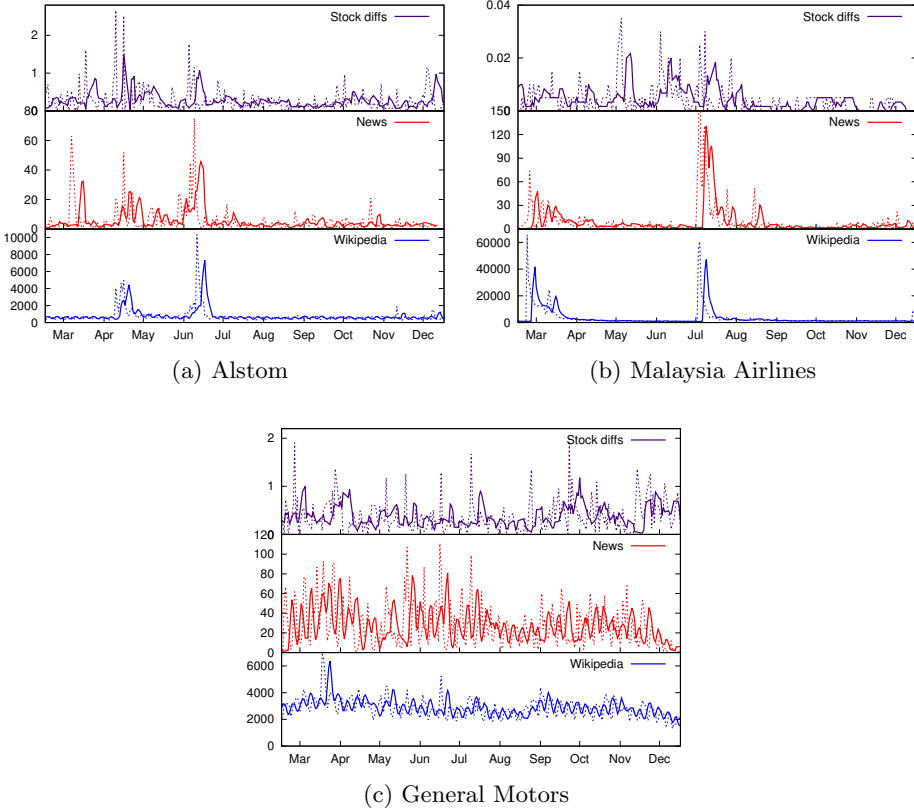 Stock diffs
2
1
0
News
80
60
40
20
0
Wikipedia
10000
8000
6000
4000
2000
0
Mar Apr May Jun Jul Aug Sep Oct Nov Dec
(a) Alstom
0.04
Stock diffs
0.02
0
News
150
120
90
60
30
0
Wikipedia
60000
40000
20000
0
Mar Apr May Jun Jul Aug Sep Oct Nov Dec
(b) Malaysia Airlines
2
Stock diffs
1
0
News
120
100
80
60
40
20
0
Wikipedia
6000
4000
2000
0
Mar Apr May Jun Jul Aug Sep Oct Nov Dec
(c) General Motors